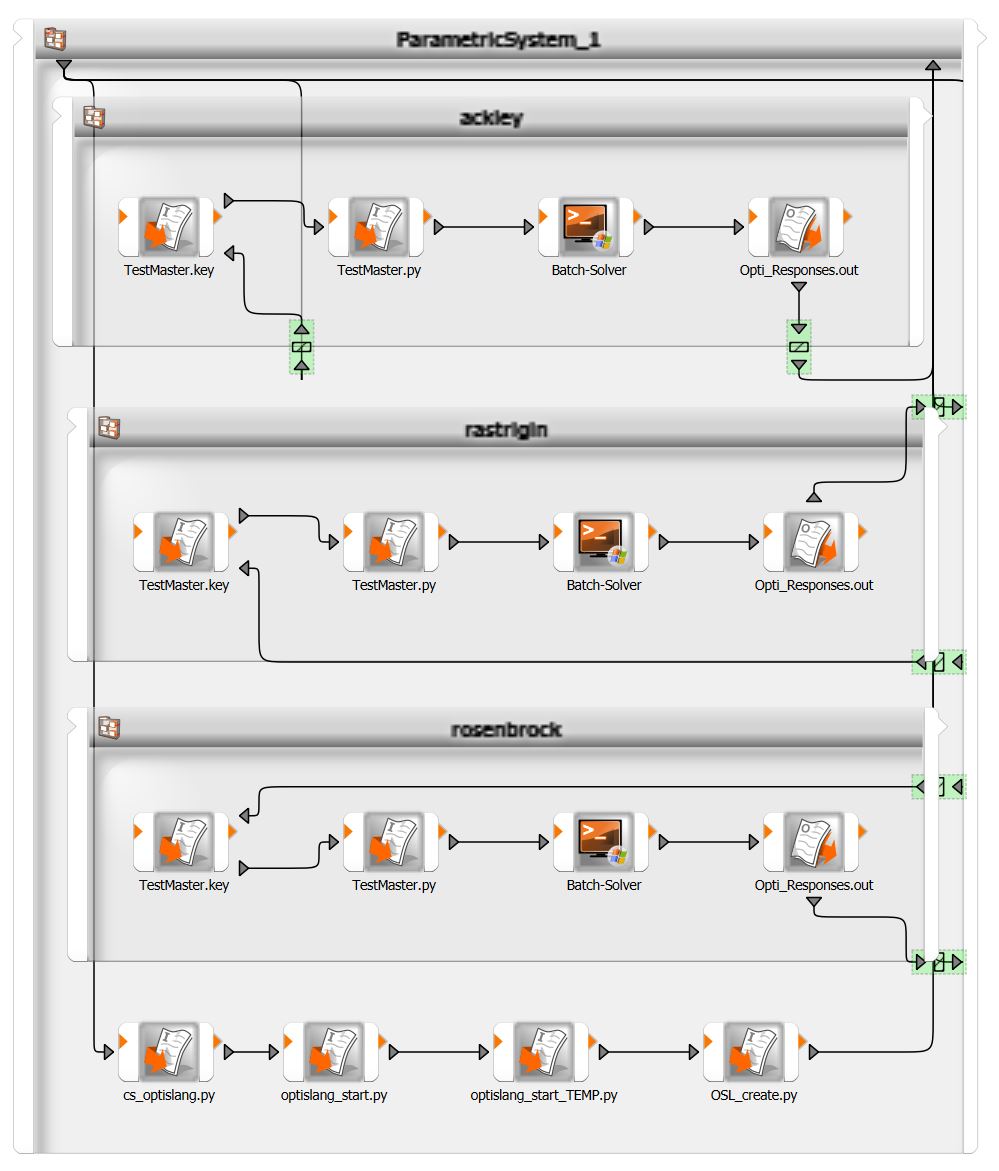 ParametricSystem_1
ackley
TestMaster.key
TestMaster.py
Batch-Solver
Opti_Responses.out
rastrigin
TestMaster.key
TestMaster.py
Batch-Solver
Opti_Responses.out
rosenbrock
TestMaster.key
TestMaster.py
Batch-Solver
Opti_Responses.out
cs_optislang.py
optislang_start.py
optislang_start_TEMP.py
OSL_create.py